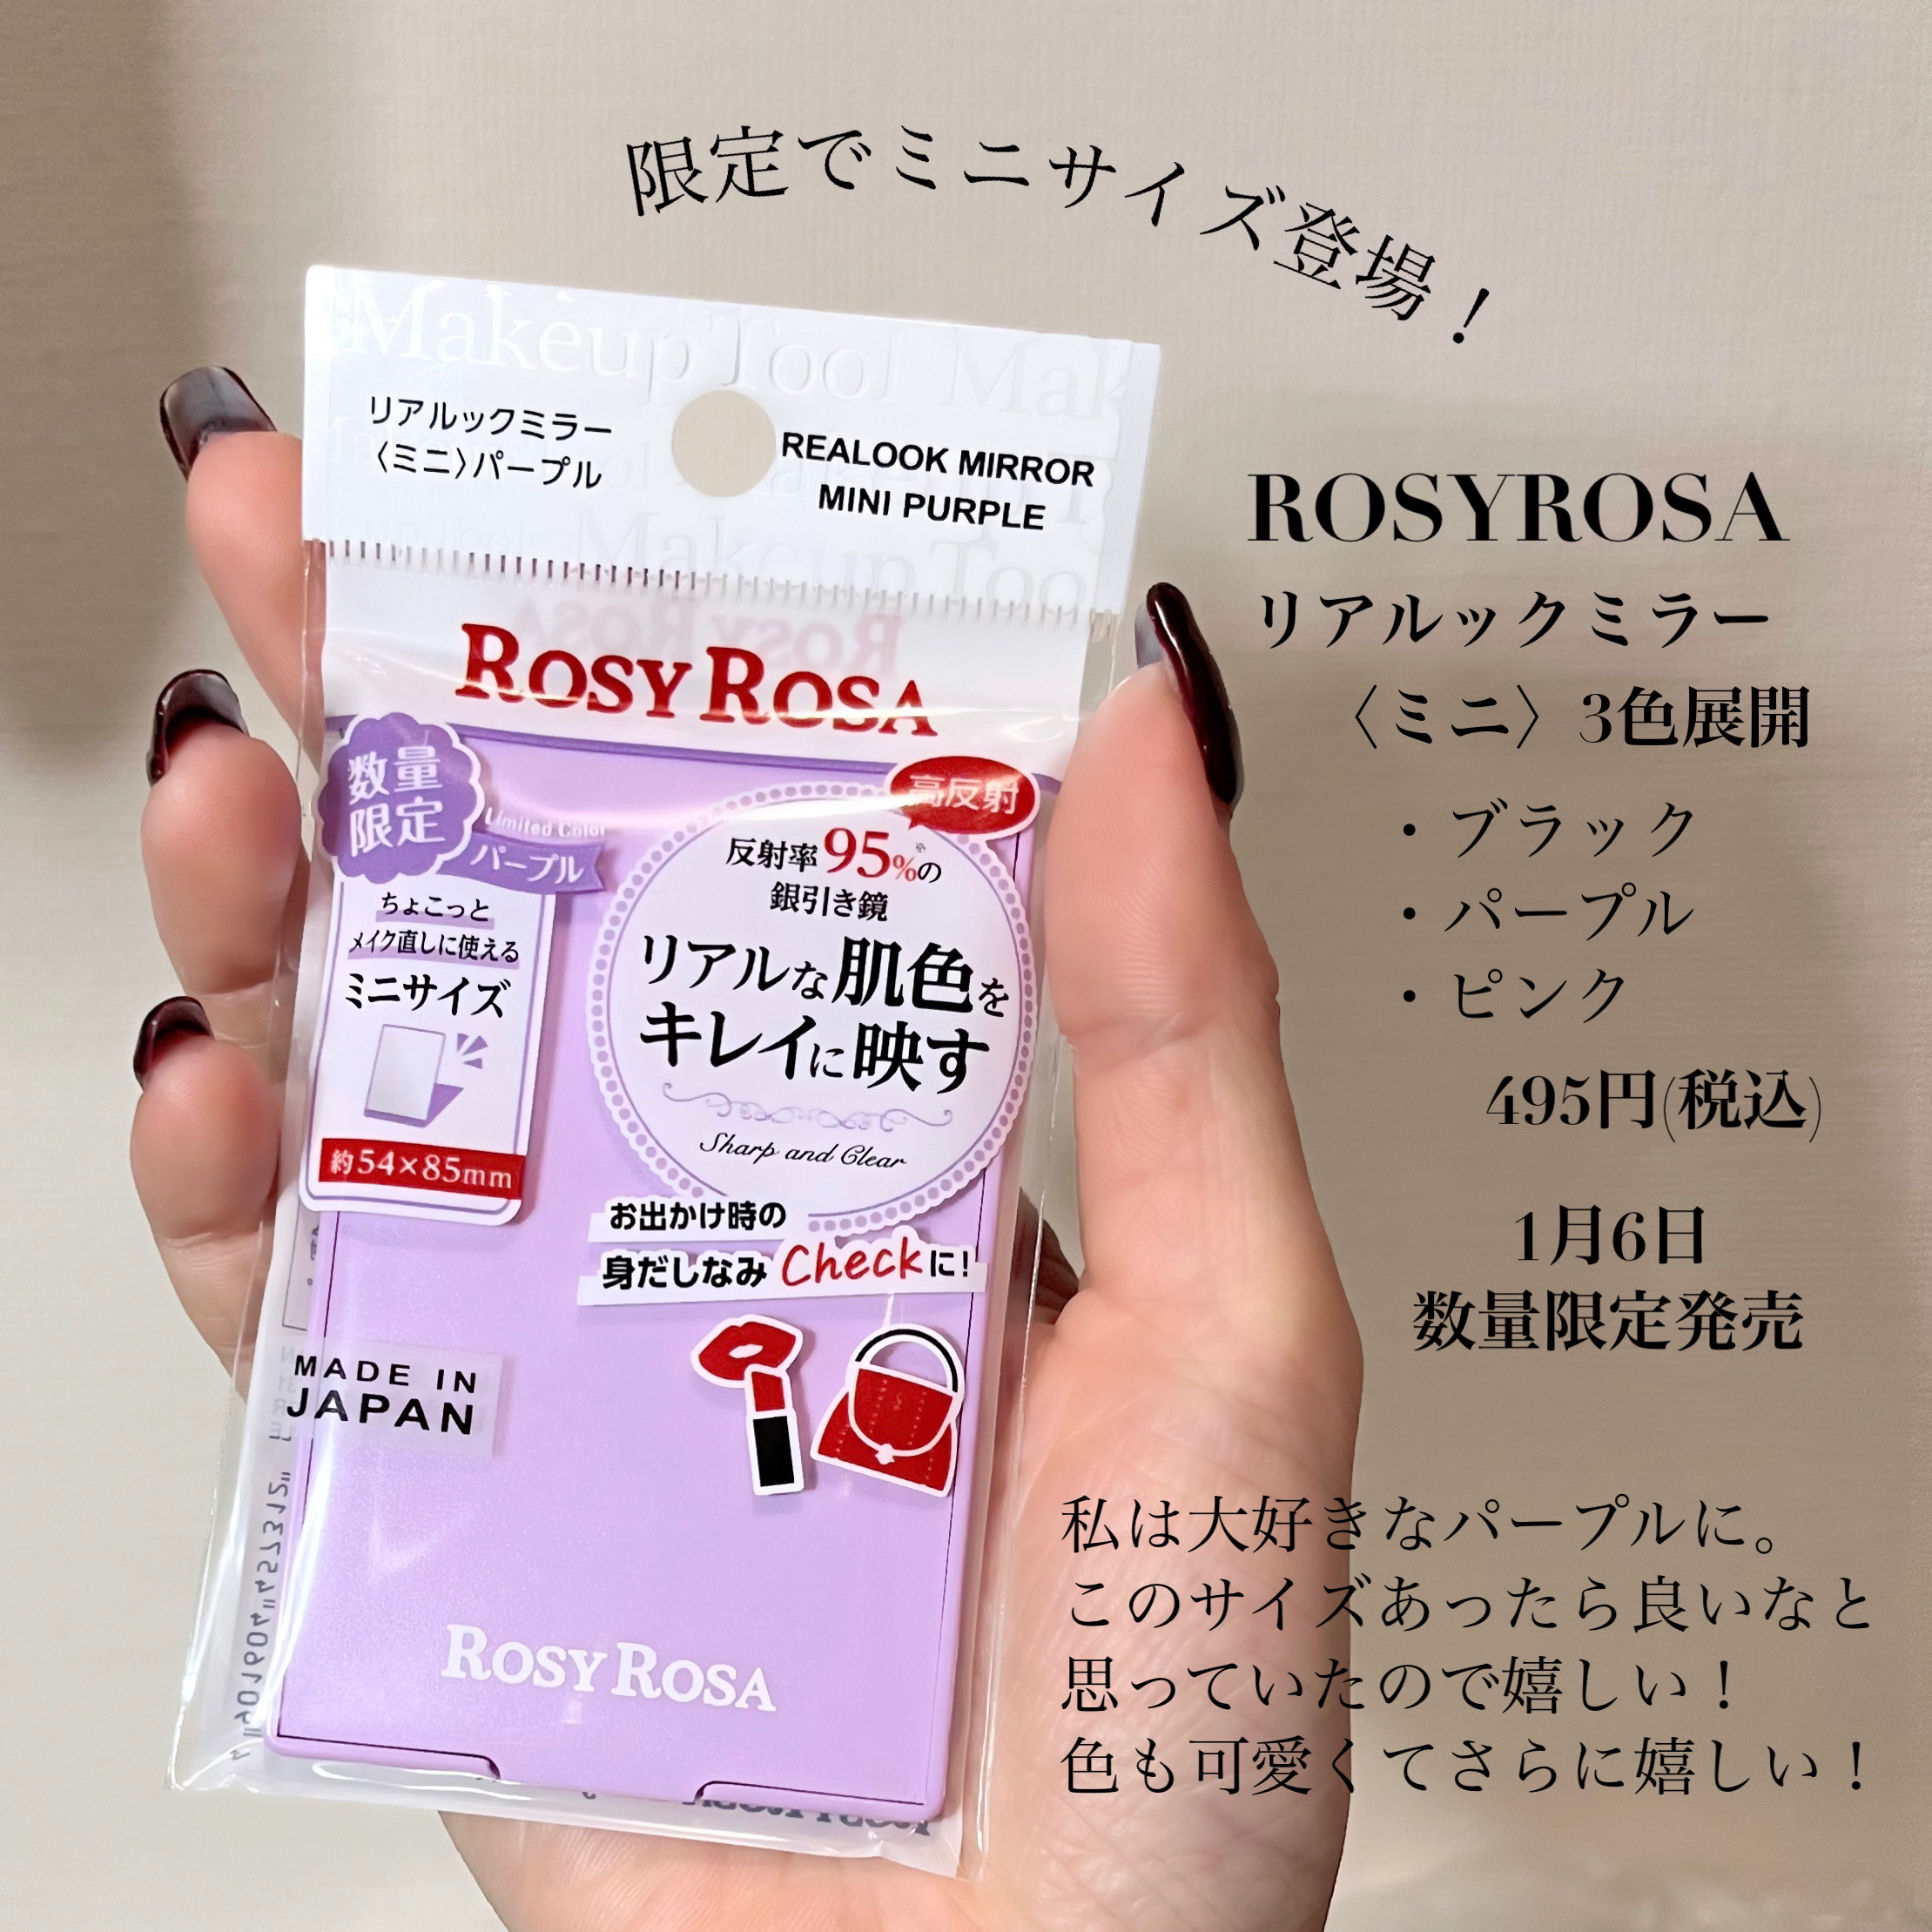 限定でミニサイズ登場！
Makeup Tool Mak
リアルックミラー
〈ミニ〉パープル
REALOOK MIRROR
MINI PURPLE
Makeup Tool
ROSY ROSA
数量
限定
Limited Color
パープル
ちょこっと
メイク直しに使える
ミニサイズ
約54×85mm
高反射
反射率95%※の
銀引き鏡
リアルな肌色を
キレイに映す
Sharp and Clear
お出かけ時の
身だしなみCheckに!
MADE IN
JAPAN
ROSY ROSA
ROSYROSA
リアルックミラー
〈ミニ〉3色展開
・ブラック
・パープル
・ピンク
495円(税込)
1月6日
数量限定発売
私は大好きなパープルに。
このサイズあったら良いなと
思っていたので嬉しい！
色も可愛くてさらに嬉しい！